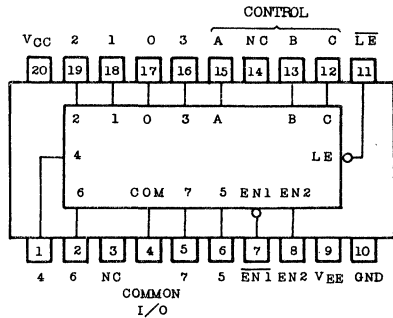 CONTROL
VCC 2 1 0 3 A NC B C LE
20 19 18 17 16 15 14 13 12 11
2 1 0 3 A B C
4 LE
6 COM 7 5 EN1 EN2
1 2 3 4 5 6 7 8 9 10
4 6 NC COMMON I/O 7 5 EN1 EN2 VEE GND